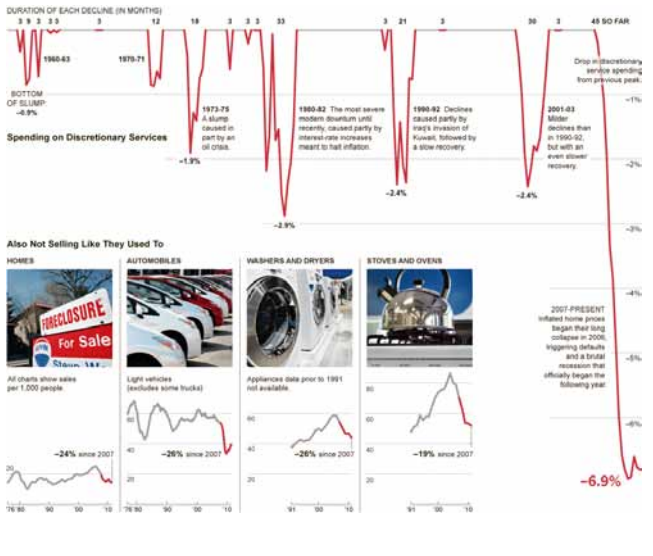 DURATION OF EACH DECLINE (IN MONTHS)
3 9 3 3-3 3 12 19 3 3 3 33 3 21 3 30 3 45 SO FAR
1960-63
1970-71
BOTTOM
OF SLUMP
–0.9%
Drop in discretionary
service spending
from previous peak.
–1%
1973-75
A slump
caused in
part by an
oil crisis.
–1.9%
1980-82 The most severe
modern downturn until
recently, caused partly by
interest-rate increases
meant to halt inflation.
–2.9%
1990-92 Declines
caused partly by
Iraq's invasion of
Kuwait, followed by
a slow recovery.
–2.4%
2001-03
Milder
declines than
in 1990-92,
but with an
even slower
recovery.
–2.4%
Spending on Discretionary Services
–2%
–3%
–4%
–5%
–6%
2007-PRESENT
Inflated home prices
began their long
collapse in 2006,
triggering defaults
and a brutal
recession that
officially began the
following year.
–6.9%
Also Not Selling Like They Used To
HOMES
FORECLOSURE
For Sale
All charts show sales
per 1,000 people.
–24% since 2007
20
'76 '80 '90 '00 '10
AUTOMOBILES
Light vehicles
(excludes some trucks)
60
40
20
–26% since 2007
'76 '80 '90 '00 '10
WASHERS AND DRYERS
Appliances data prior to 1991
not available.
60
40
20
–26% since 2007
'91 '00 '10
STOVES AND OVENS
80
60
40
20
–19% since 2007
'91 '00 '10